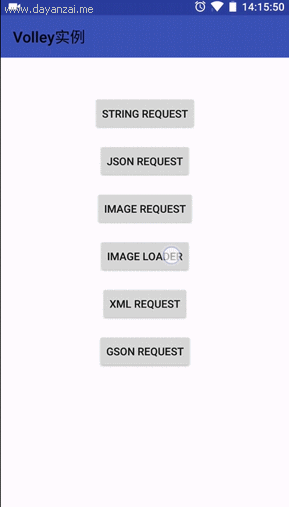 www.dayanzai.me
14:15:50
Volley实例
STRING REQUEST
JSON REQUEST
IMAGE REQUEST
IMAGE LOADER
XML REQUEST
GSON REQUEST